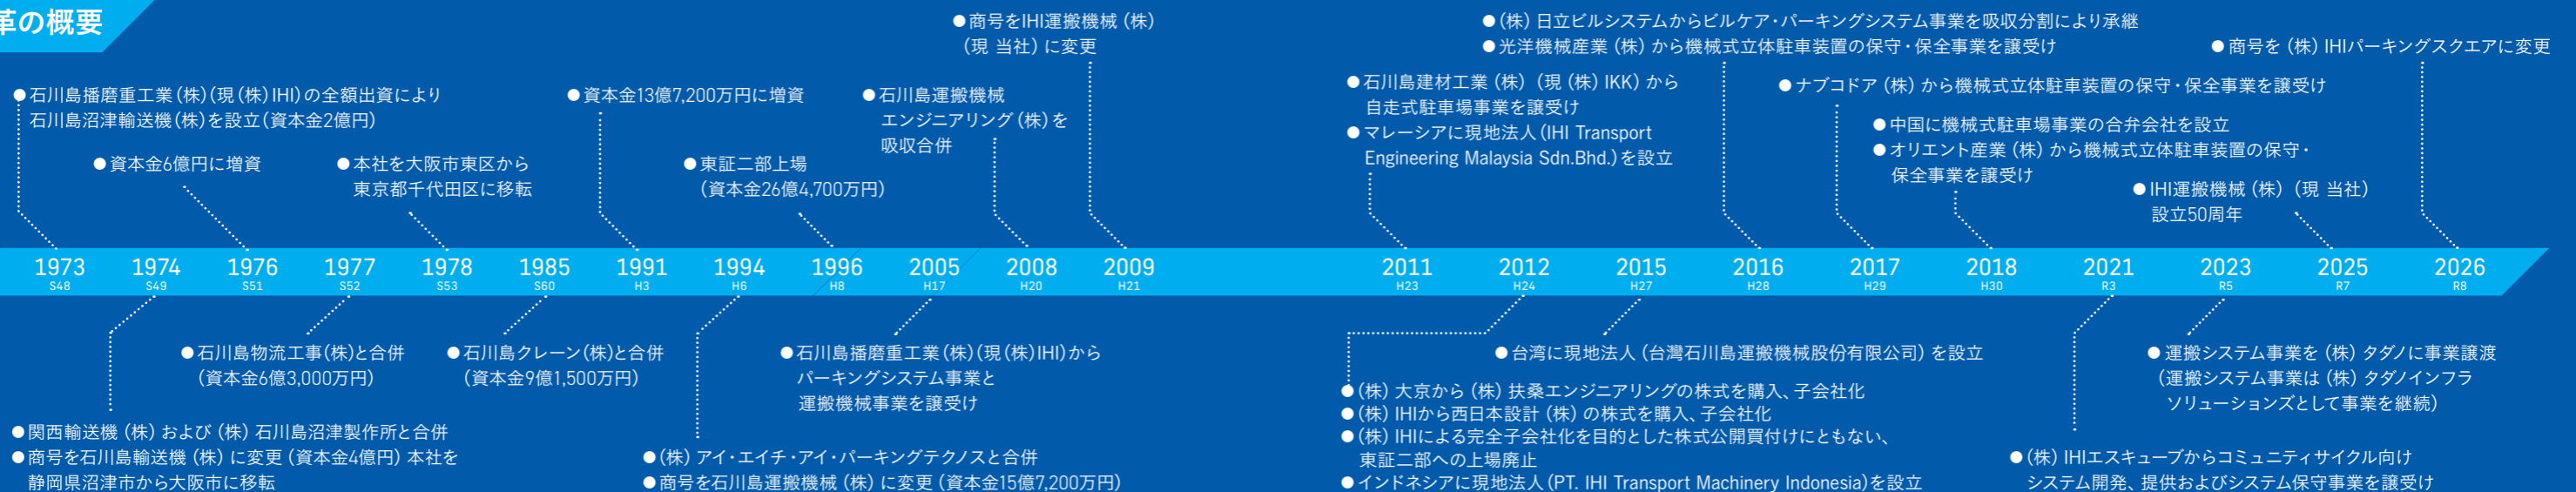 革の概要
●石川島播磨重工業(株)(現(株)IHI)の全額出資により
石川島沼津輸送機(株)を設立(資本金2億円)
●資本金6億円に増資
●本社を大阪市東区から
東京都千代田区に移転
●資本金13億7,200万円に増資
●東証二部上場
(資本金26億4,700万円)
●石川島運搬機械
エンジニアリング(株)を
吸収合併
●商号をIHI運搬機械(株)
(現 当社)に変更
●石川島建材工業(株)(現(株)IKK)から
自走式駐車場事業を譲受け
●マレーシアに現地法人(IHI Transport
Engineering Malaysia Sdn.Bhd.)を設立
●(株)日立ビルシステムからビルケア・パーキングシステム事業を吸収分割により承継
●光洋機械産業(株)から機械式立体駐車装置の保守・保全事業を譲受け
●ナブコドア(株)から機械式立体駐車装置の保守・保全事業を譲受け
●中国に機械式駐車場事業の合弁会社を設立
●オリエント産業(株)から機械式立体駐車装置の保守・
保全事業を譲受け
●IHI運搬機械(株)(現 当社)
設立50周年
●商号を(株)IHIパーキングスクエアに変更
1973 1974 1976 1977 1978 1985 1991 1994 1996 2005 2008 2009 2011 2012 2015 2016 2017 2018 2021 2023 2025 2026
S48 S49 S51 S52 S53 S60 H3 H6 H8 H17 H20 H21 H23 H24 H27 H28 H29 H30 R3 R5 R7 R8
●関西輸送機(株)および(株)石川島沼津製作所と合併
●商号を石川島輸送機(株)に変更(資本金4億円)本社を
静岡県沼津市から大阪市に移転
●石川島物流工事(株)と合併
(資本金6億3,000万円)
●石川島クレーン(株)と合併
(資本金9億1,500万円)
●(株)アイ・エイチ・アイ・パーキングテクノスと合併
●商号を石川島運搬機械(株)に変更(資本金15億7,200万円)
●石川島播磨重工業(株)(現(株)IHI)から
パーキングシステム事業と
運搬機械事業を譲受け
●(株)大京から(株)扶桑エンジニアリングの株式を購入、子会社化
●(株)IHIから西日本設計(株)の株式を購入、子会社化
●(株)IHIによる完全子会社化を目的とした株式公開買付けにともない、
東証二部への上場廃止
●インドネシアに現地法人(PT. IHI Transport Machinery Indonesia)を設立
●台湾に現地法人(台灣石川島運搬機械股份有限公司)を設立
●(株)IHIエスキューブからコミュニティサイクル向け
システム開発、提供およびシステム保守事業を譲受け
●運搬システム事業を(株)タダノに事業譲渡
(運搬システム事業は(株)タダノインフラ
ソリューションズとして事業を継続)